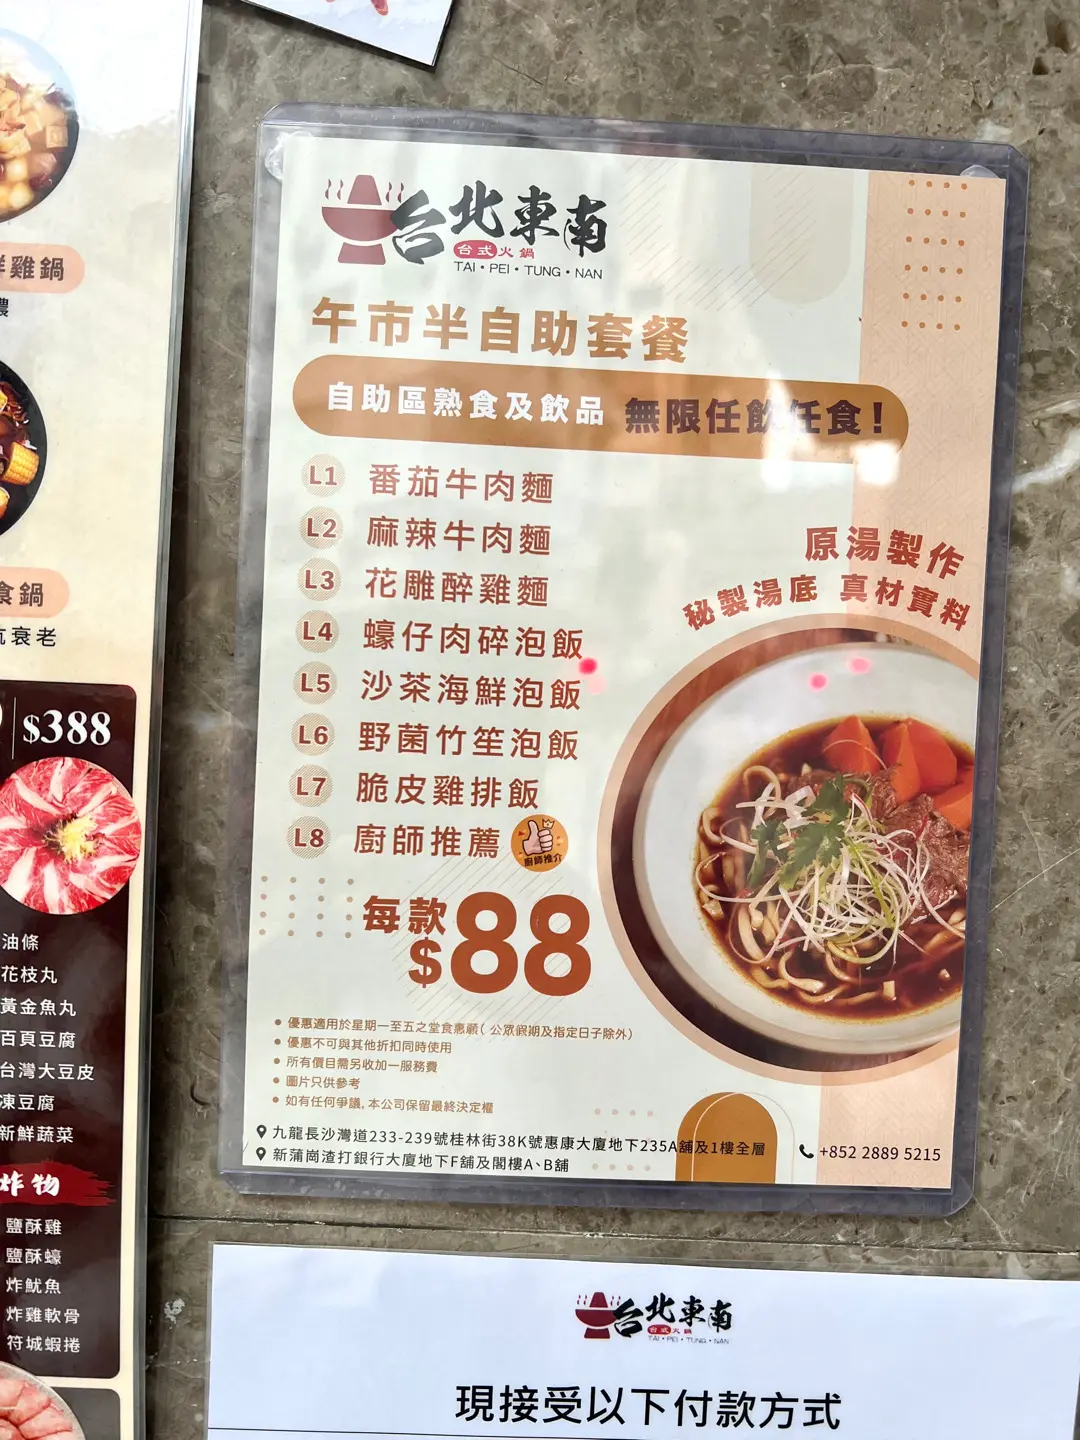 台北東南
台式火鍋
TAI • PEI • TUNG • NAN
午市半自助套餐
自助區熟食及飲品 無限任飲任食！
L1 番茄牛肉麵
L2 麻辣牛肉麵
L3 花雕醉雞麵
L4 蠔仔肉碎泡飯
L5 沙茶海鮮泡飯
L6 野菌竹笙泡飯
L7 脆皮雞排飯
L8 廚師推薦
廚師推介
原湯製作
秘製湯底 真材實料
每款
$88
• 優惠適用於星期一至五之堂食惠顧( 公眾假期及指定日子除外)
• 優惠不可與其他折扣同時使用
• 所有價目需另收加一服務費
• 圖片只供參考
• 如有任何爭議, 本公司保留最終決定權
九龍長沙灣道233-239號桂林街38K號惠康大廈地下235A舖及1樓全層
新蒲崗渣打銀行大廈地下F舖及閣樓A、B舖
+852 2889 5215
台北東南
台式火鍋
TAI • PEI • TUNG • NAN
現接受以下付款方式
雞鍋
濃
食鍋
抗衰老
$388
油條
花枝丸
黃金魚丸
百頁豆腐
台灣大豆皮
凍豆腐
新鮮蔬菜
炸物
鹽酥雞
鹽酥蠔
炸魷魚
炸雞軟骨
符城蝦捲